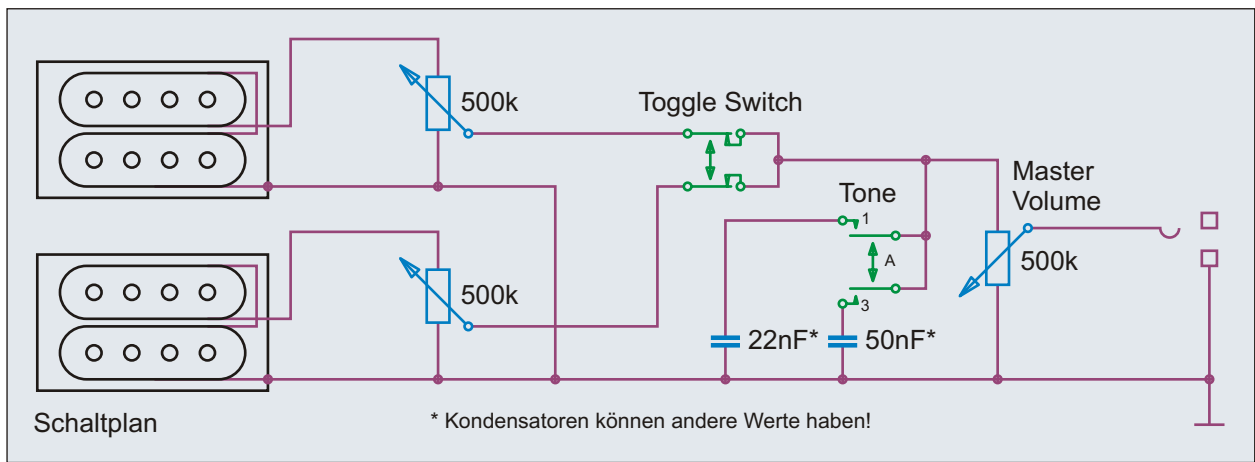 500k
Toggle Switch
Master
Volume
Tone
1
A
500k
500k
3
22nF*
50nF*
Schaltplan
* Kondensatoren können andere Werte haben!